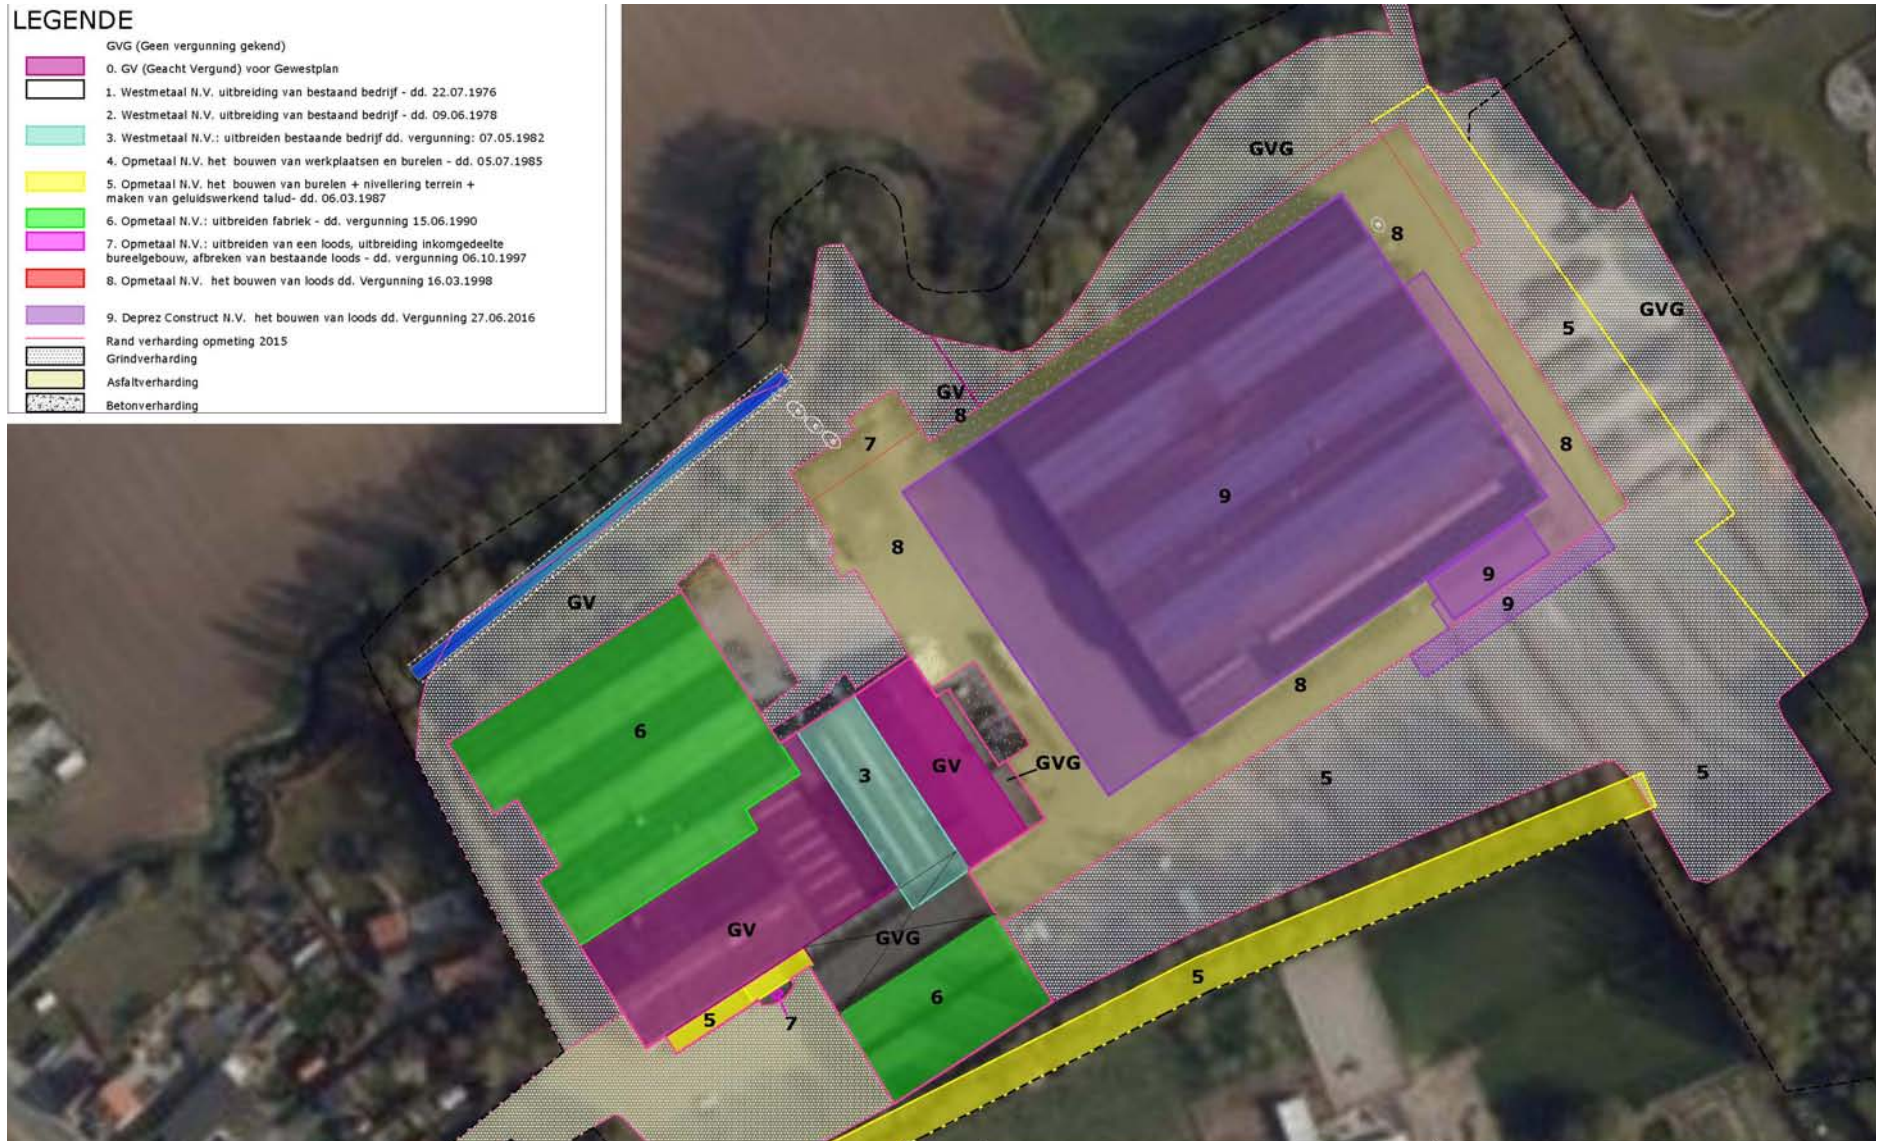 LEGENDE
GVG (Geen vergunning gekend)
0. GV (Geacht Vergund) voor Gewestplan
1. Westmetaal N.V. uitbreiding van bestaand bedrijf - dd. 22.07.1976
2. Westmetaal N.V. uitbreiding van bestaand bedrijf - dd. 09.06.1978
3. Westmetaal N.V.: uitbreiden bestaande bedrijf dd. vergunning: 07.05.1982
4. Opmetaal N.V. het bouwen van werkplaatsen en burelen - dd. 05.07.1985
5. Opmetaal N.V. het bouwen van burelen + nivellering terrein +
maken van geluidswerkend talud- dd. 06.03.1987
6. Opmetaal N.V.: uitbreiden fabriek - dd. vergunning 15.06.1990
7. Opmetaal N.V.: uitbreiden van een loods, uitbreiding inkomgedeelte
bureelgebouw, afbreken van bestaande loods - dd. vergunning 06.10.1997
8. Opmetaal N.V. het bouwen van loods dd. Vergunning 16.03.1998
9. Deprez Construct N.V. het bouwen van loods dd. Vergunning 27.06.2016
Rand verharding opmeting 2015
Grindverharding
Asfaltverharding
Betonverharding
GVG
8
GVG
5
GV
8
7
8
9
8
9
9
GV
8
6
3
GV
GVG
5
5
GV
GVG
5
6
5
7